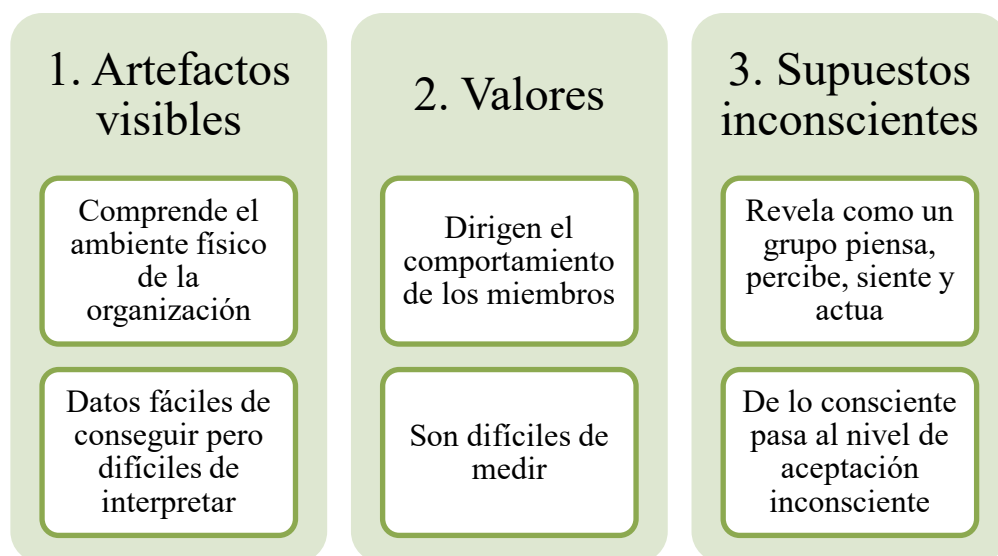 1. Artefactos
visibles
Comprende el
ambiente físico
de la
organización
Datos fáciles de
conseguir pero
difíciles de
interpretar
2. Valores
Dirigen el
comportamiento
de los miembros
Son difíciles de
medir
3. Supuestos
inconscientes
Revela como un
grupo piensa,
percibe, siente y
actua
De lo consciente
pasa al nivel de
aceptación
inconsciente